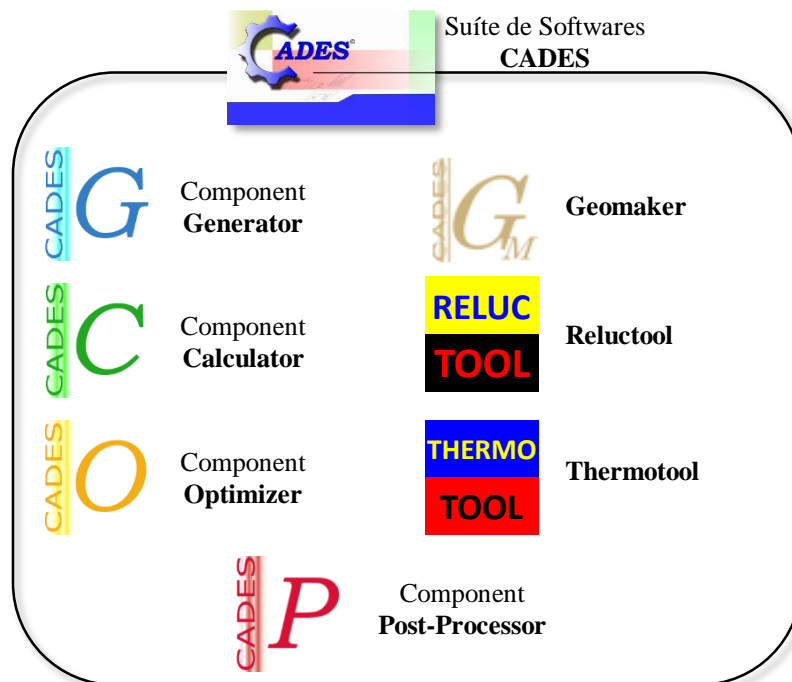 CADES©
Suíte de Softwares
CADES
CADES G
Component
Generator
CADES GM
Geomaker
CADES C
Component
Calculator
RELUC
TOOL
Reluctool
CADES O
Component
Optimizer
THERMO
TOOL
Thermotool
CADES P
Component
Post-Processor